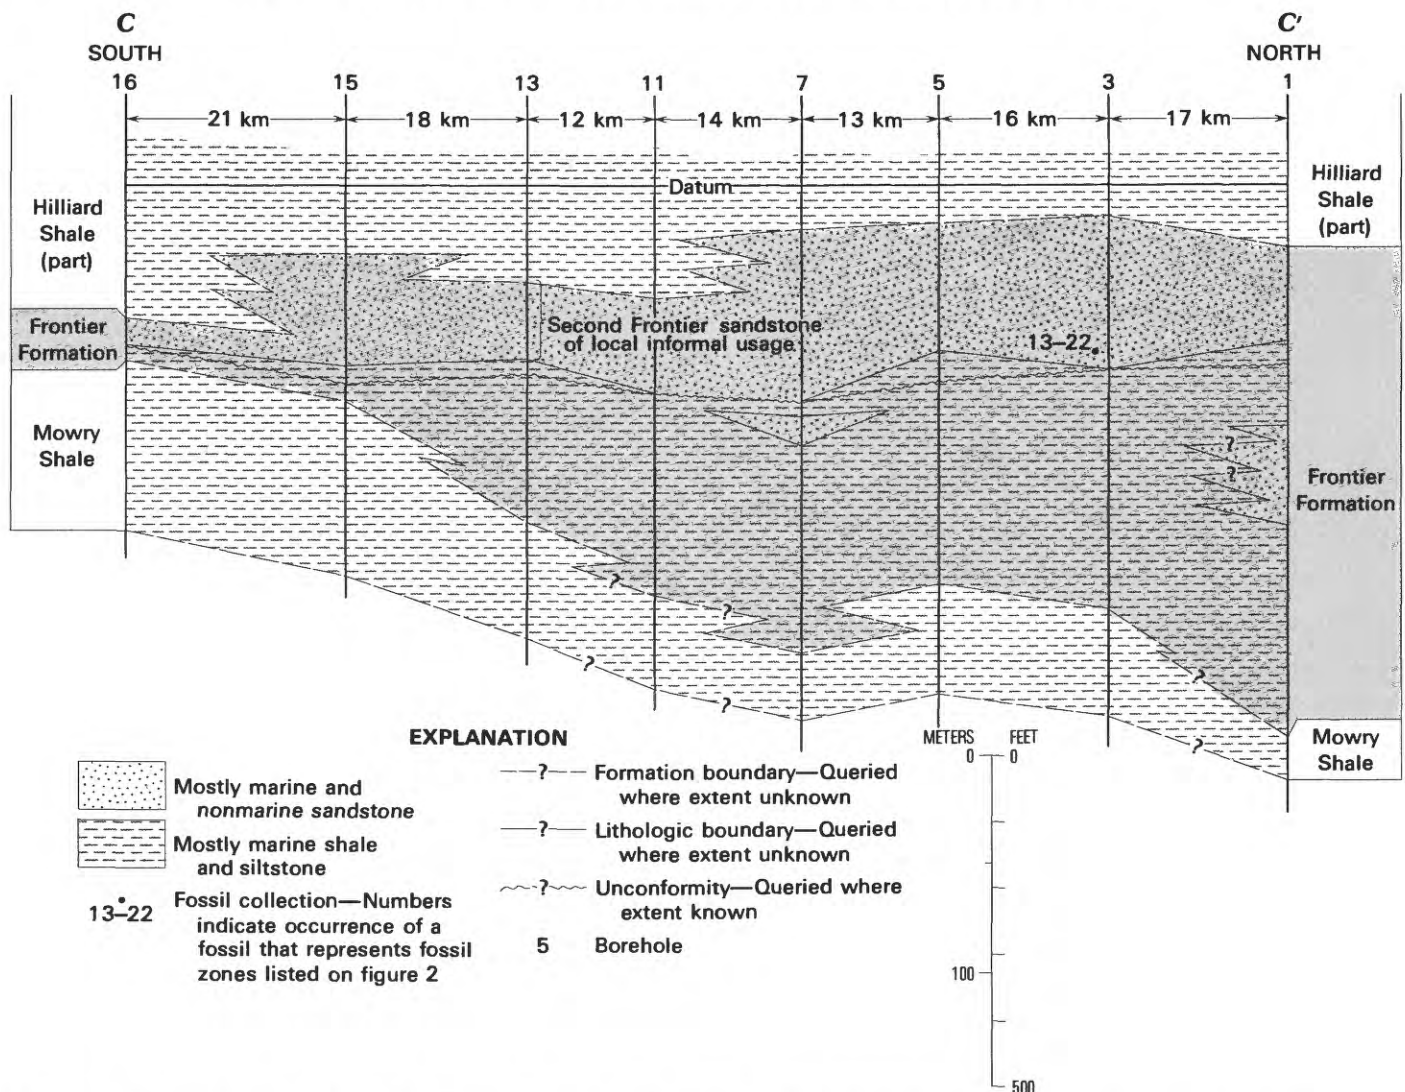 C
SOUTH
C'
NORTH
16 15 13 11 7 5 3 1
21 km 18 km 12 km 14 km 13 km 16 km 17 km
Datum
Hilliard
Shale
(part)
Frontier
Formation
Mowry
Shale
Second Frontier sandstone
of local informal usage
13–22
?
?
?
?
?
?
?
?
?
Hilliard
Shale
(part)
Frontier
Formation
Mowry
Shale
EXPLANATION
Mostly marine and
nonmarine sandstone
Mostly marine shale
and siltstone
13–22 Fossil collection—Numbers
indicate occurrence of a
fossil that represents fossil
zones listed on figure 2
? Formation boundary—Queried
where extent unknown
? Lithologic boundary—Queried
where extent unknown
? Unconformity—Queried where
extent known
5 Borehole
METERS FEET
0 0
100
500